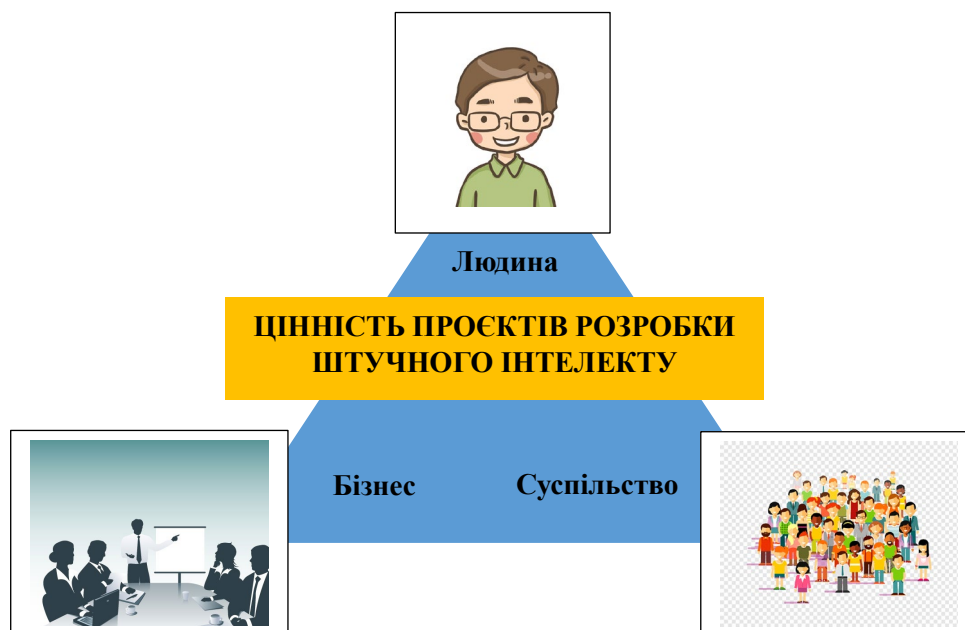 Людина
ЦІННІСТЬ ПРОЄКТІВ РОЗРОБКИ
ШТУЧНОГО ІНТЕЛЕКТУ
Бізнес
Суспільство